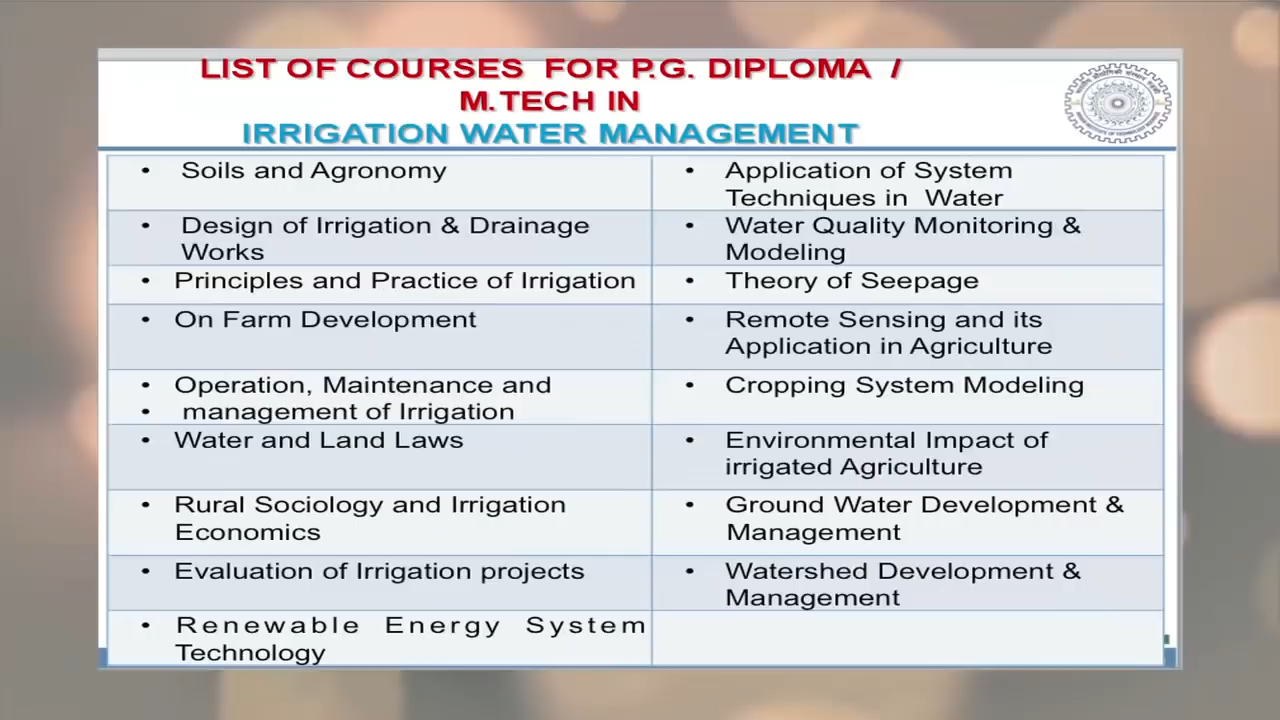 LIST OF COURSES FOR P.G. DIPLOMA /
M.TECH IN
IRRIGATION WATER MANAGEMENT
• Soils and Agronomy
• Application of System
Techniques in Water
• Design of Irrigation & Drainage
Works
• Water Quality Monitoring &
Modeling
• Principles and Practice of Irrigation
• Theory of Seepage
• On Farm Development
• Remote Sensing and its
Application in Agriculture
• Operation, Maintenance and
• management of Irrigation
• Cropping System Modeling
• Water and Land Laws
• Environmental Impact of
irrigated Agriculture
• Rural Sociology and Irrigation
Economics
• Ground Water Development &
Management
• Evaluation of Irrigation projects
• Watershed Development &
Management
• Renewable Energy System
Technology